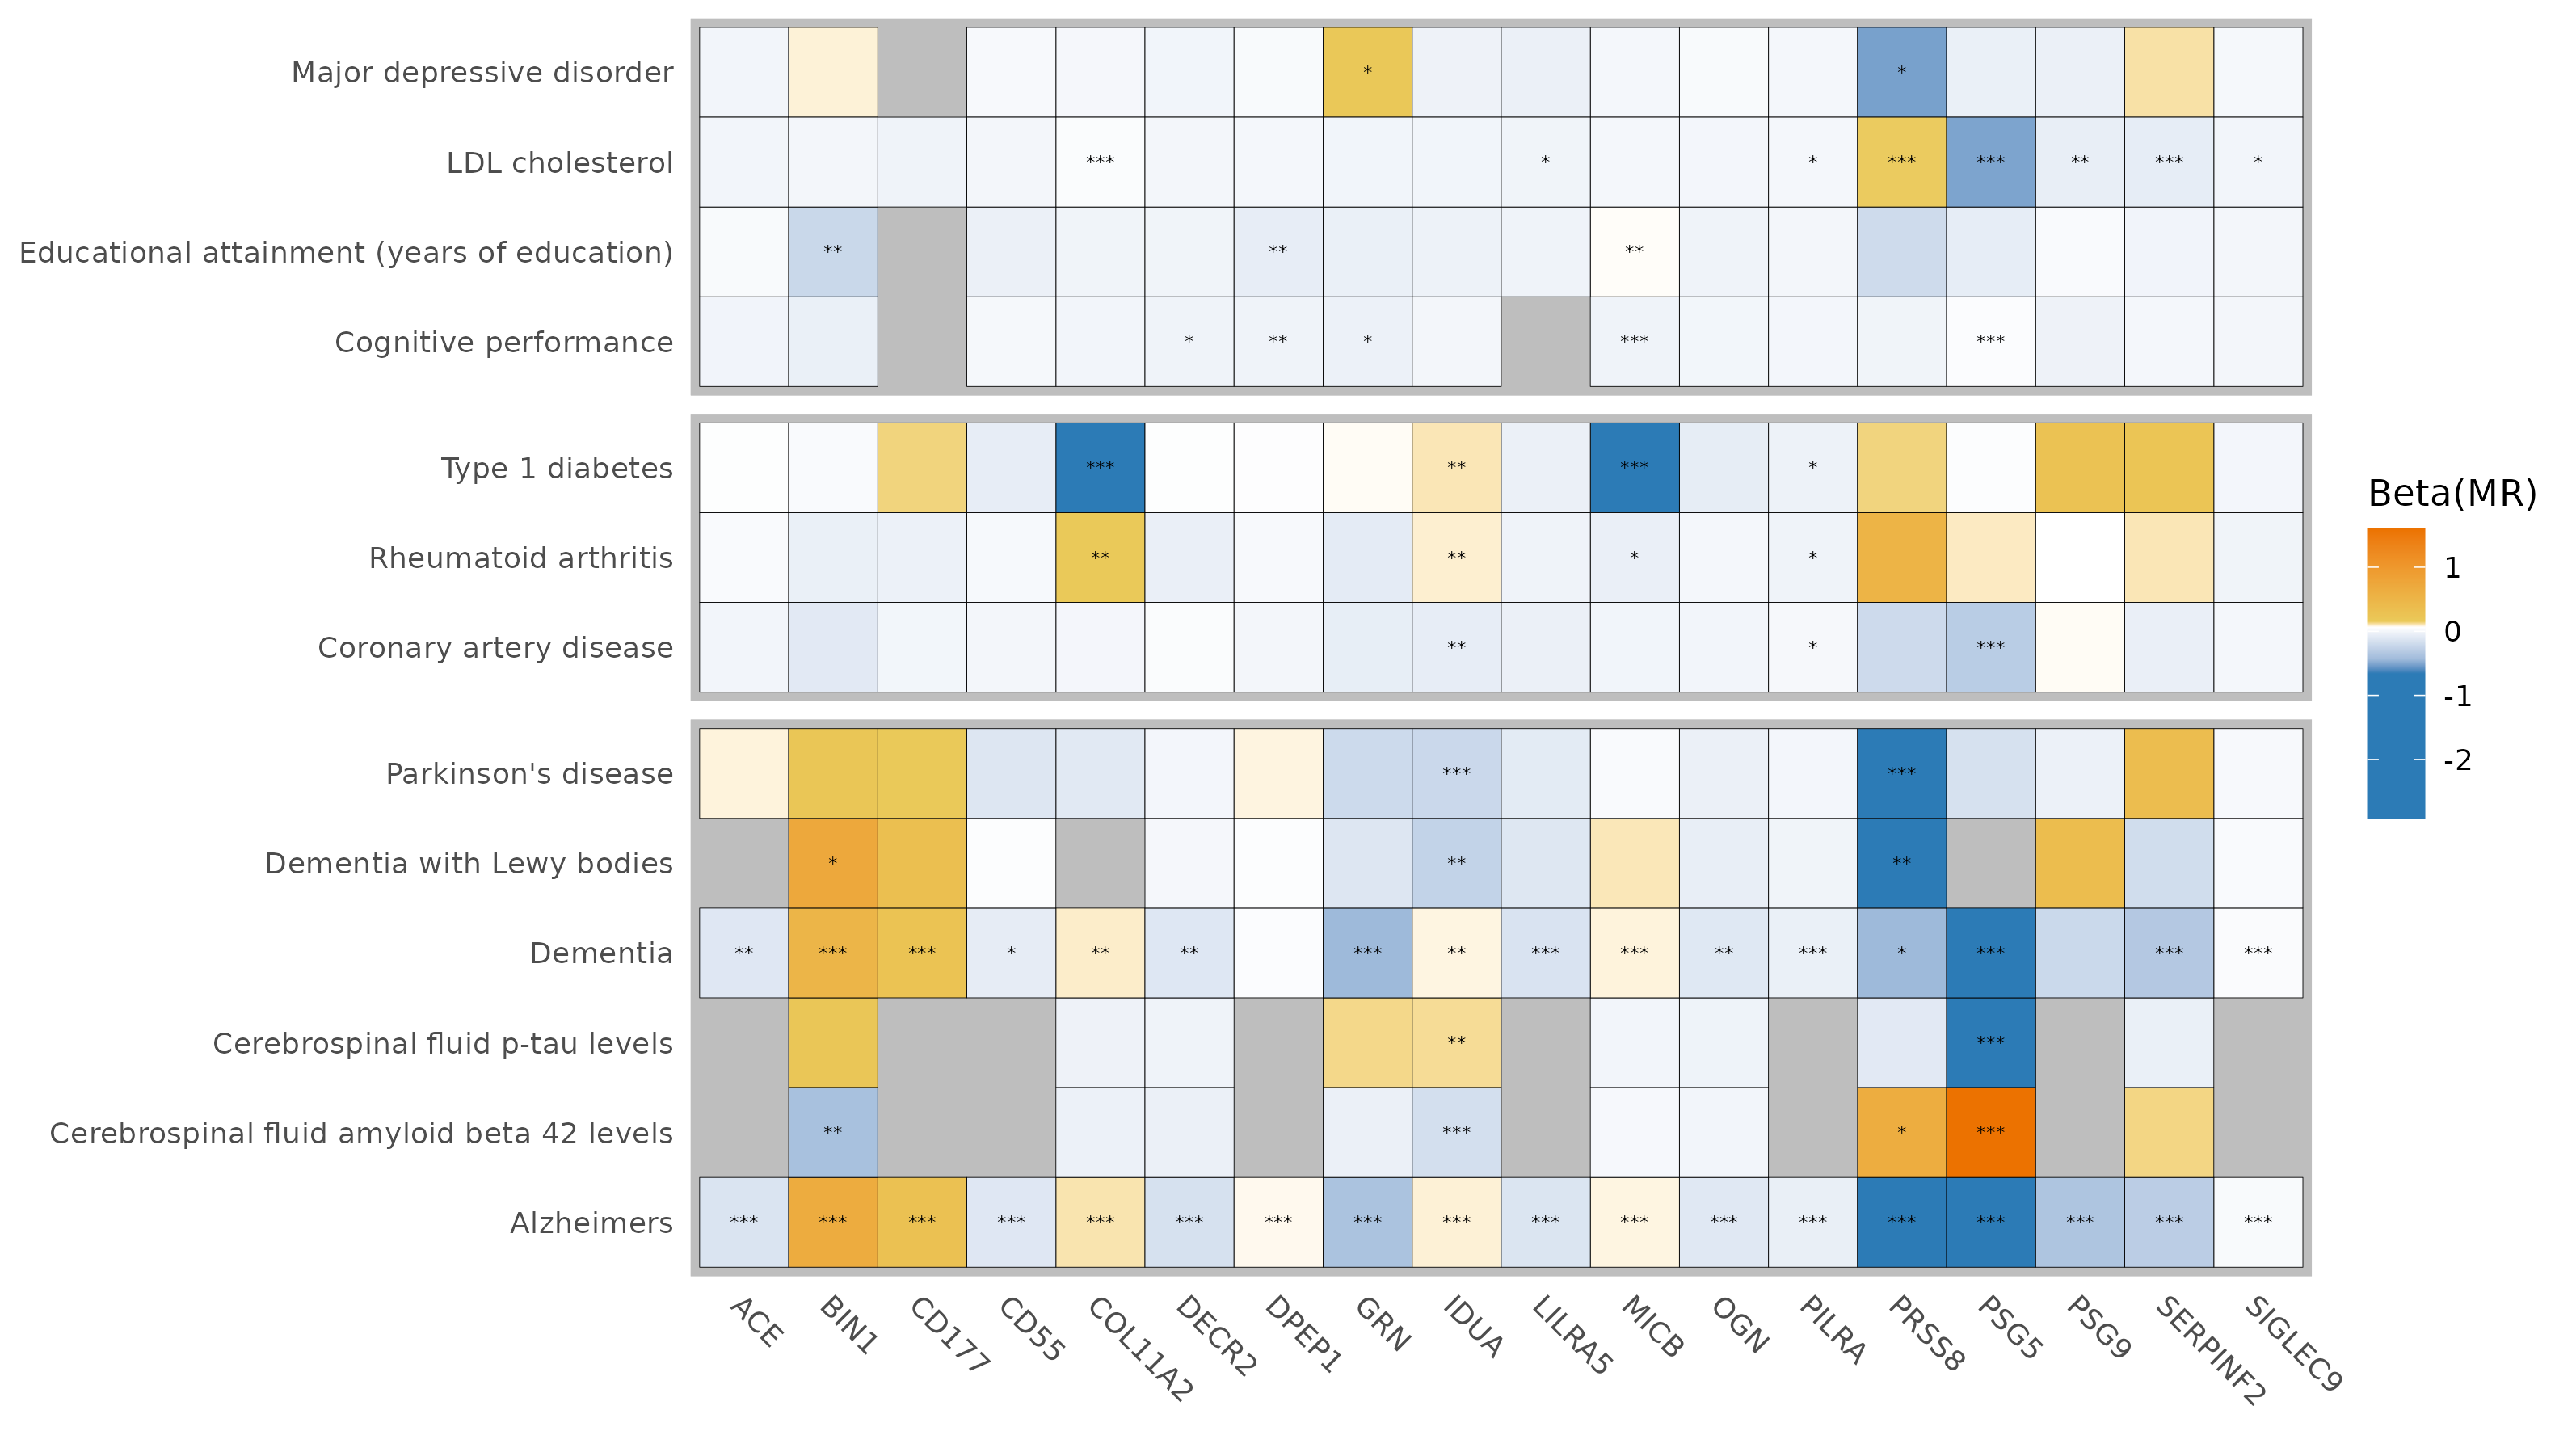 Major depressive disorder * *
LDL cholesterol *** * * *** *** ** *** *
Educational attainment (years of education) ** ** **
Cognitive performance * ** * *** ***
Type 1 diabetes *** ** *** *
Rheumatoid arthritis ** ** * *
Coronary artery disease ** * ***
Parkinson's disease *** ***
Dementia with Lewy bodies * ** **
Dementia ** *** *** * ** ** *** ** *** *** ** *** * *** *** ***
Cerebrospinal fluid p-tau levels ** ***
Cerebrospinal fluid amyloid beta 42 levels ** *** * ***
Alzheimers *** *** *** *** *** *** *** *** *** *** *** *** *** *** *** *** *** ***
ACE BIN1 CD177 CD55 COL11A2 DECR2 DPEP1 GRN IDUA LILRA5 MICB OGN PILRA PRSS8 PSG5 PSG9 SERPINF2 SIGLEC9
Beta(MR)
1
0
-1
-2